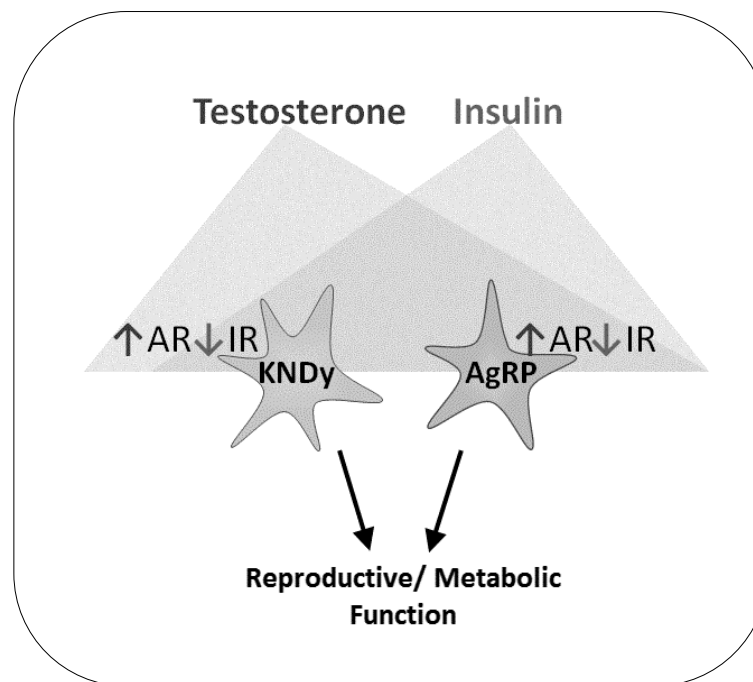 Testosterone Insulin
↑AR↓IR ↑AR↓IR
KNDy AgRP
Reproductive/ Metabolic
Function